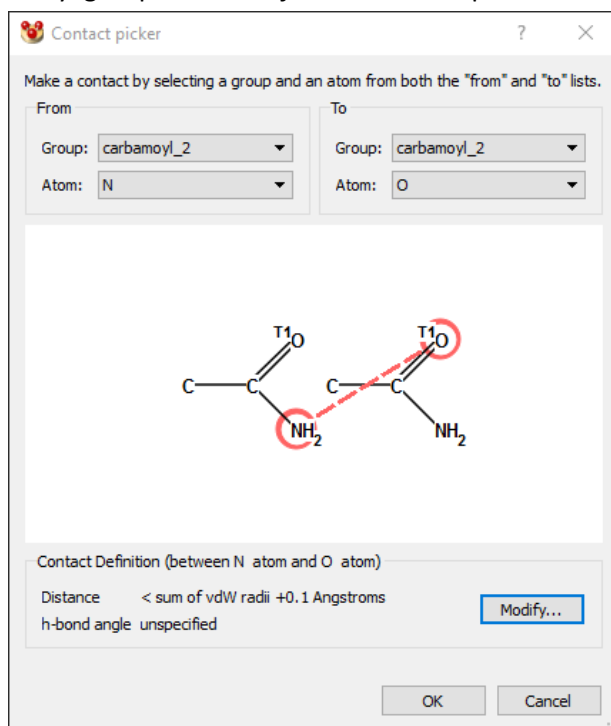 Contact picker ? ×
Make a contact by selecting a group and an atom from both the "from" and "to" lists.
From
Group: carbamoyl_2
Atom: N
To
Group: carbamoyl_2
Atom: O
T1O
C C
NH2
T1O
C C
NH2
Contact Definition (between N atom and O atom)
Distance < sum of vdW radii +0.1 Angstroms
h-bond angle unspecified
Modify...
OK Cancel